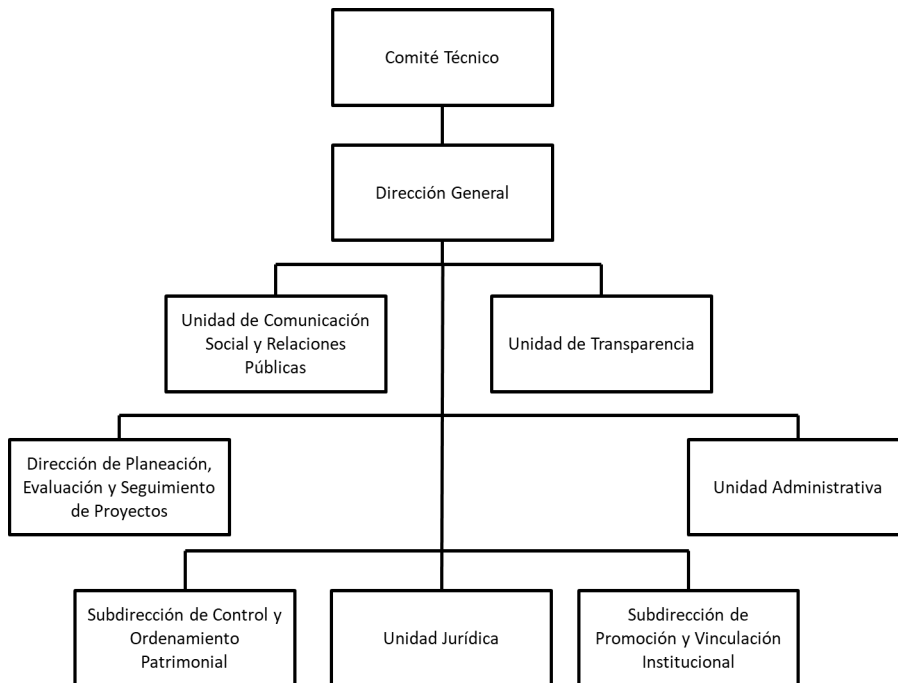 Comité Técnico
Dirección General
Unidad de Comunicación
Social y Relaciones
Públicas
Unidad de Transparencia
Dirección de Planeación,
Evaluación y Seguimiento
de Proyectos
Unidad Administrativa
Subdirección de Control y
Ordenamiento
Patrimonial
Unidad Jurídica
Subdirección de
Promoción y Vinculación
Institucional